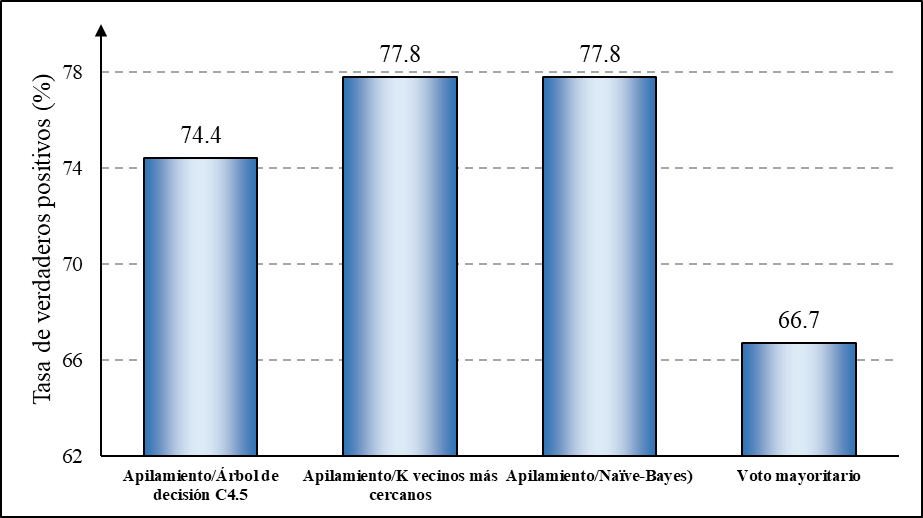 Tasa de verdaderos positivos (%)
78
74
70
66
62
74.4
77.8
77.8
66.7
Apilamiento/Árbol de
decisión C4.5
Apilamiento/K vecinos más
cercanos
Apilamiento/Naïve-Bayes)
Voto mayoritario